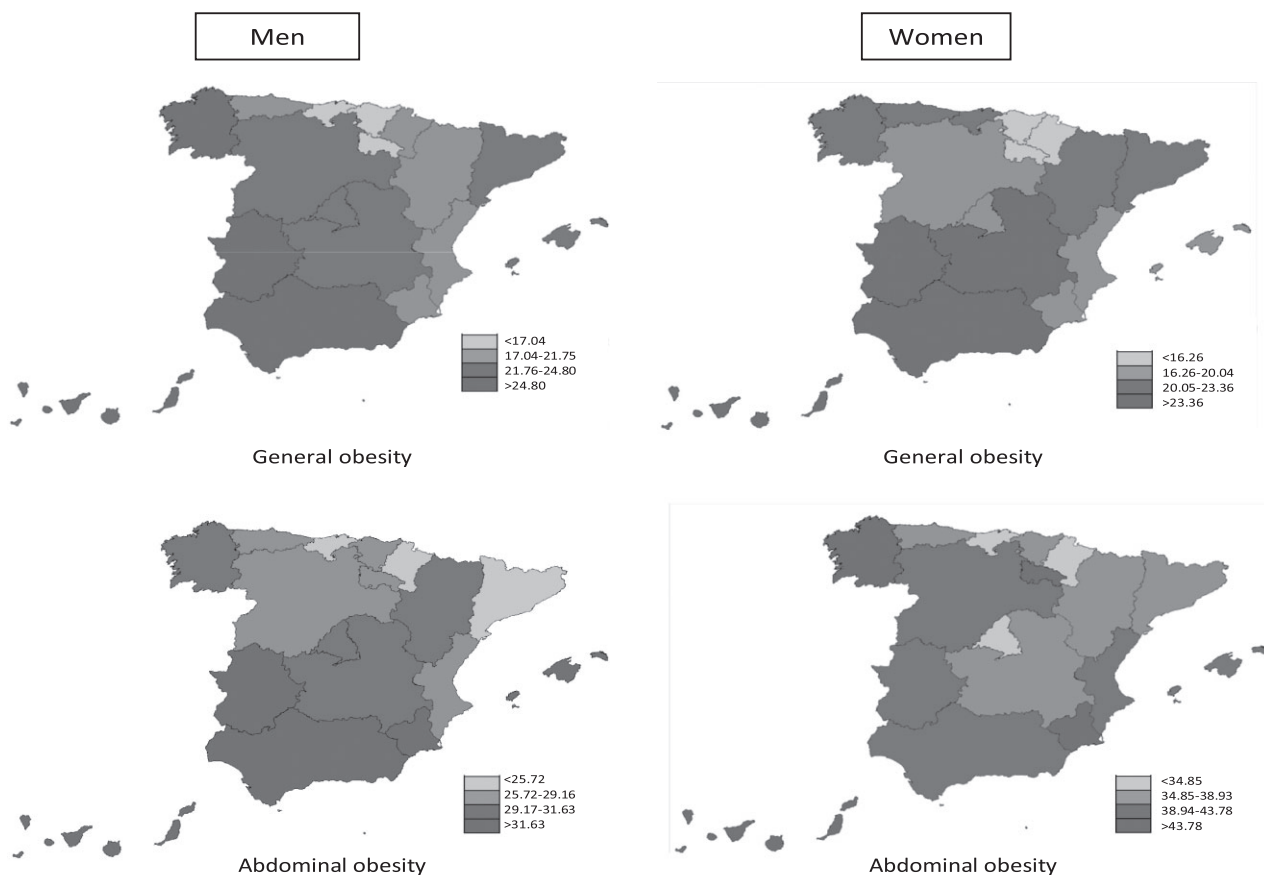 Men
Women
<17.04
17.04-21.75
21.76-24.80
>24.80
<16.26
16.26-20.04
20.05-23.36
>23.36
General obesity
General obesity
<25.72
25.72-29.16
29.17-31.63
>31.63
<34.85
34.85-38.93
38.94-43.78
>43.78
Abdominal obesity
Abdominal obesity